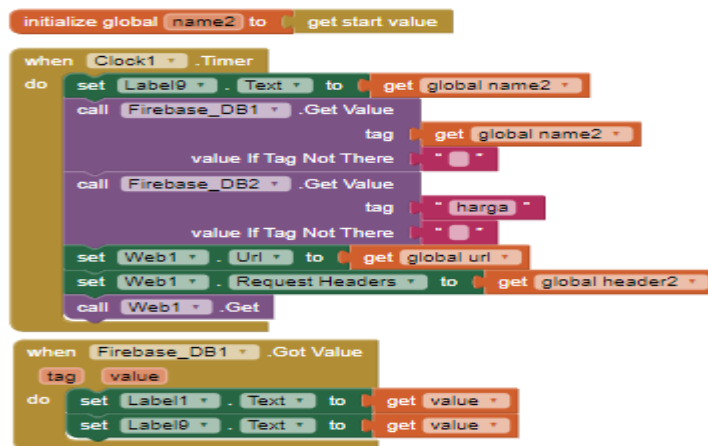 initialize global name2 to get start value
when Clock1 .Timer
do set Label9 . Text to get global name2
call Firebase_DB1 .Get Value
tag get global name2
value If Tag Not There " "
call Firebase_DB2 .Get Value
tag " harga "
value If Tag Not There " "
set Web1 . Url to get global url
set Web1 . Request Headers to get global header2
call Web1 .Get
when Firebase_DB1 .Got Value
tag value
do set Label1 . Text to get value
set Label9 . Text to get value